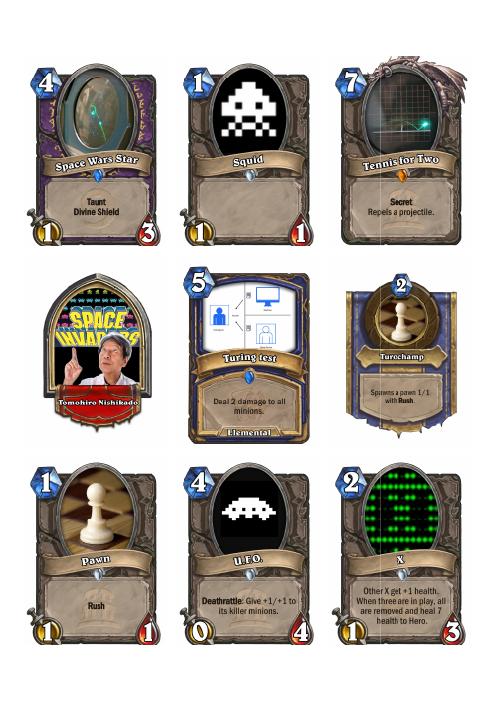 4
Space Wars Star
Taunt
Divine Shield
1 3
1
Squid
1 1
7
Tennis for Two
Secret
Repels a projectile.
SPACE
INVADERS
Tomohiro Nishikado
5
Turing test
Deal 2 damage to all
minions.
Elemental
2
Turochamp
Spawns a pawn 1/1
with Rush.
1
Pawn
Rush
1 1
4
U.F.O.
Deathrattle: Give +1/+1 to
its killer minions.
0 4
2
X
Other X get +1 health.
When three are in play, all
are removed and heal 7
health to Hero.
1 3